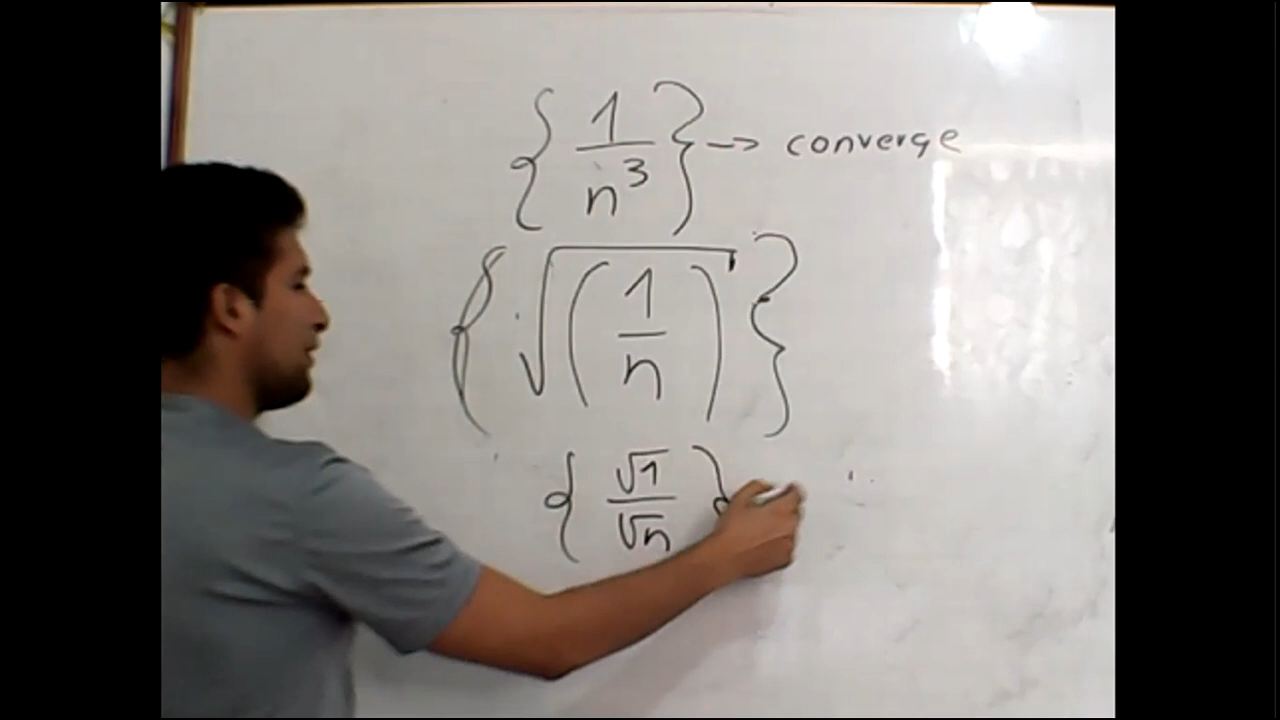 { 1/n³ } → converge
{ √(1/n) }
{ √1/√n }